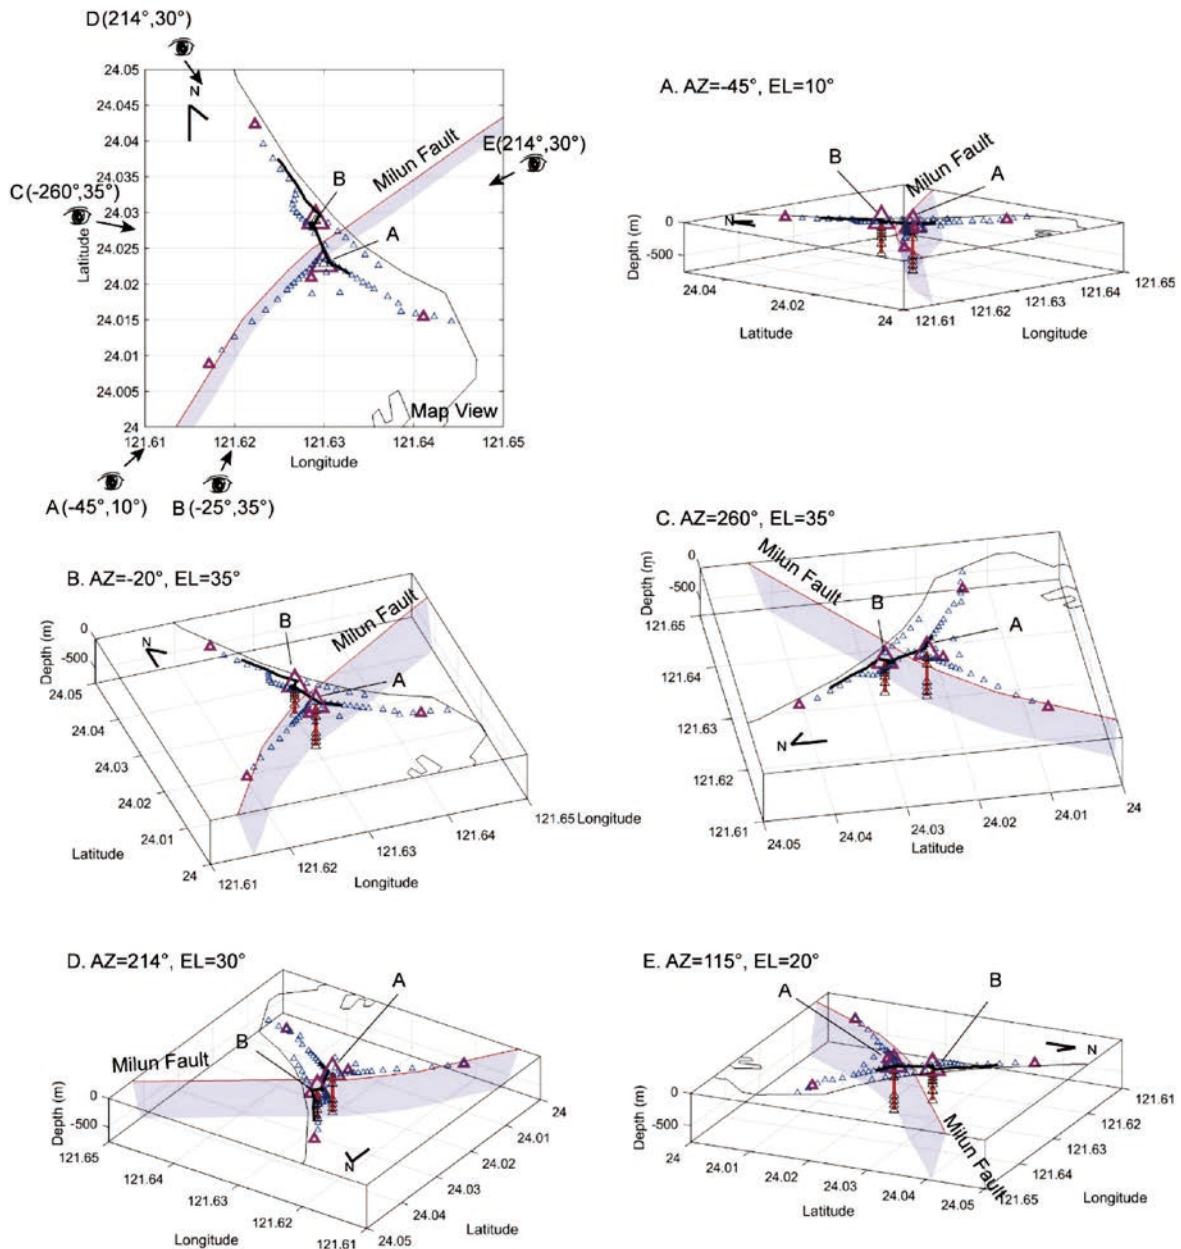 D(214°,30°)
24.05
N
24.045
24.04
24.035
C(-260°,35°)
24.03
24.025
24.02
24.015
24.01
24.005
24
Latitude
Milun Fault
E(214°,30°)
B
A
Map View
121.61
121.62
121.63
121.64
121.65
Longitude
A(-45°,10°)
B(-25°,35°)
A. AZ=-45°, EL=10°
B
Milun Fault
A
N
0
-500
Depth (m)
24.04
24.02
24
121.61
121.62
121.63
121.64
121.65
Latitude
Longitude
B. AZ=-20°, EL=35°
B
Milun Fault
A
N
0
-500
Depth (m)
24.05
24.04
24.03
24.02
24.01
24
Latitude
121.61
121.62
121.63
121.64
121.65
Longitude
Longitude
C. AZ=260°, EL=35°
Milun Fault
B
A
N
0
-500
Depth (m)
121.65
121.64
121.63
121.62
121.61
24.05
24.04
24.03
24.02
24.01
24
Latitude
D. AZ=214°, EL=30°
A
B
Milun Fault
N
0
-500
Depth (m)
121.65
121.64
121.63
121.62
121.61
Longitude
24
24.01
24.02
24.03
24.04
24.05
Latitude
E. AZ=115°, EL=20°
A
B
N
Milun Fault
0
-500
Depth (m)
24
24.01
24.02
24.03
24.04
24.05
Latitude
121.61
121.62
121.63
121.64
121.65
Longitude